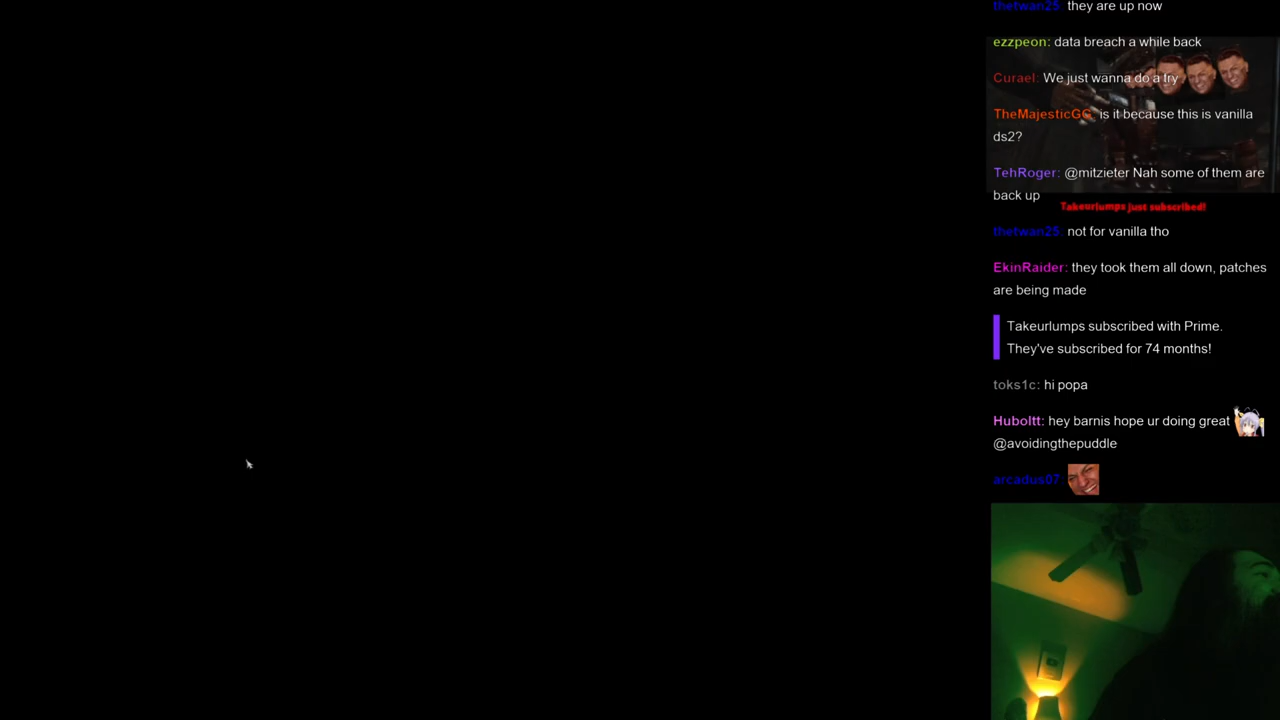 thetwan25: they are up now
ezzpeon: data breach a while back
Curael: We just wanna do a try
TheMajesticGG: is it because this is vanilla
ds2?
TehRoger: @mitzieter Nah some of them are
back up
Takeurlumps just subscribed!
thetwan25: not for vanilla tho
EkinRaider: they took them all down, patches
are being made
Takeurlumps subscribed with Prime.
They've subscribed for 74 months!
toks1c: hi popa
Huboltt: hey barnis hope ur doing great
@avoidingthepuddle
arcadus07: